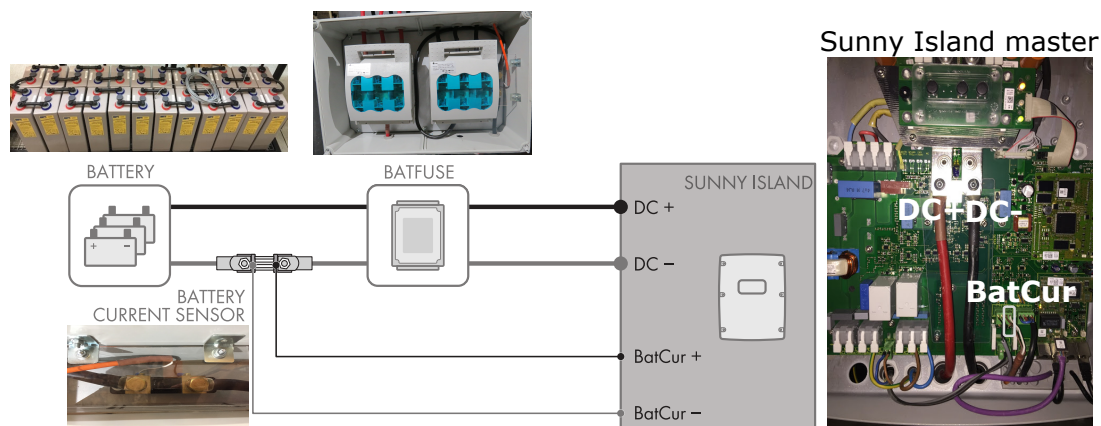 Sunny Island master
BATTERY
BATFUSE
SUNNY ISLAND
DC +
DC −
+ −
BATTERY
CURRENT SENSOR
BatCur +
BatCur −
DC+DC-
BatCur